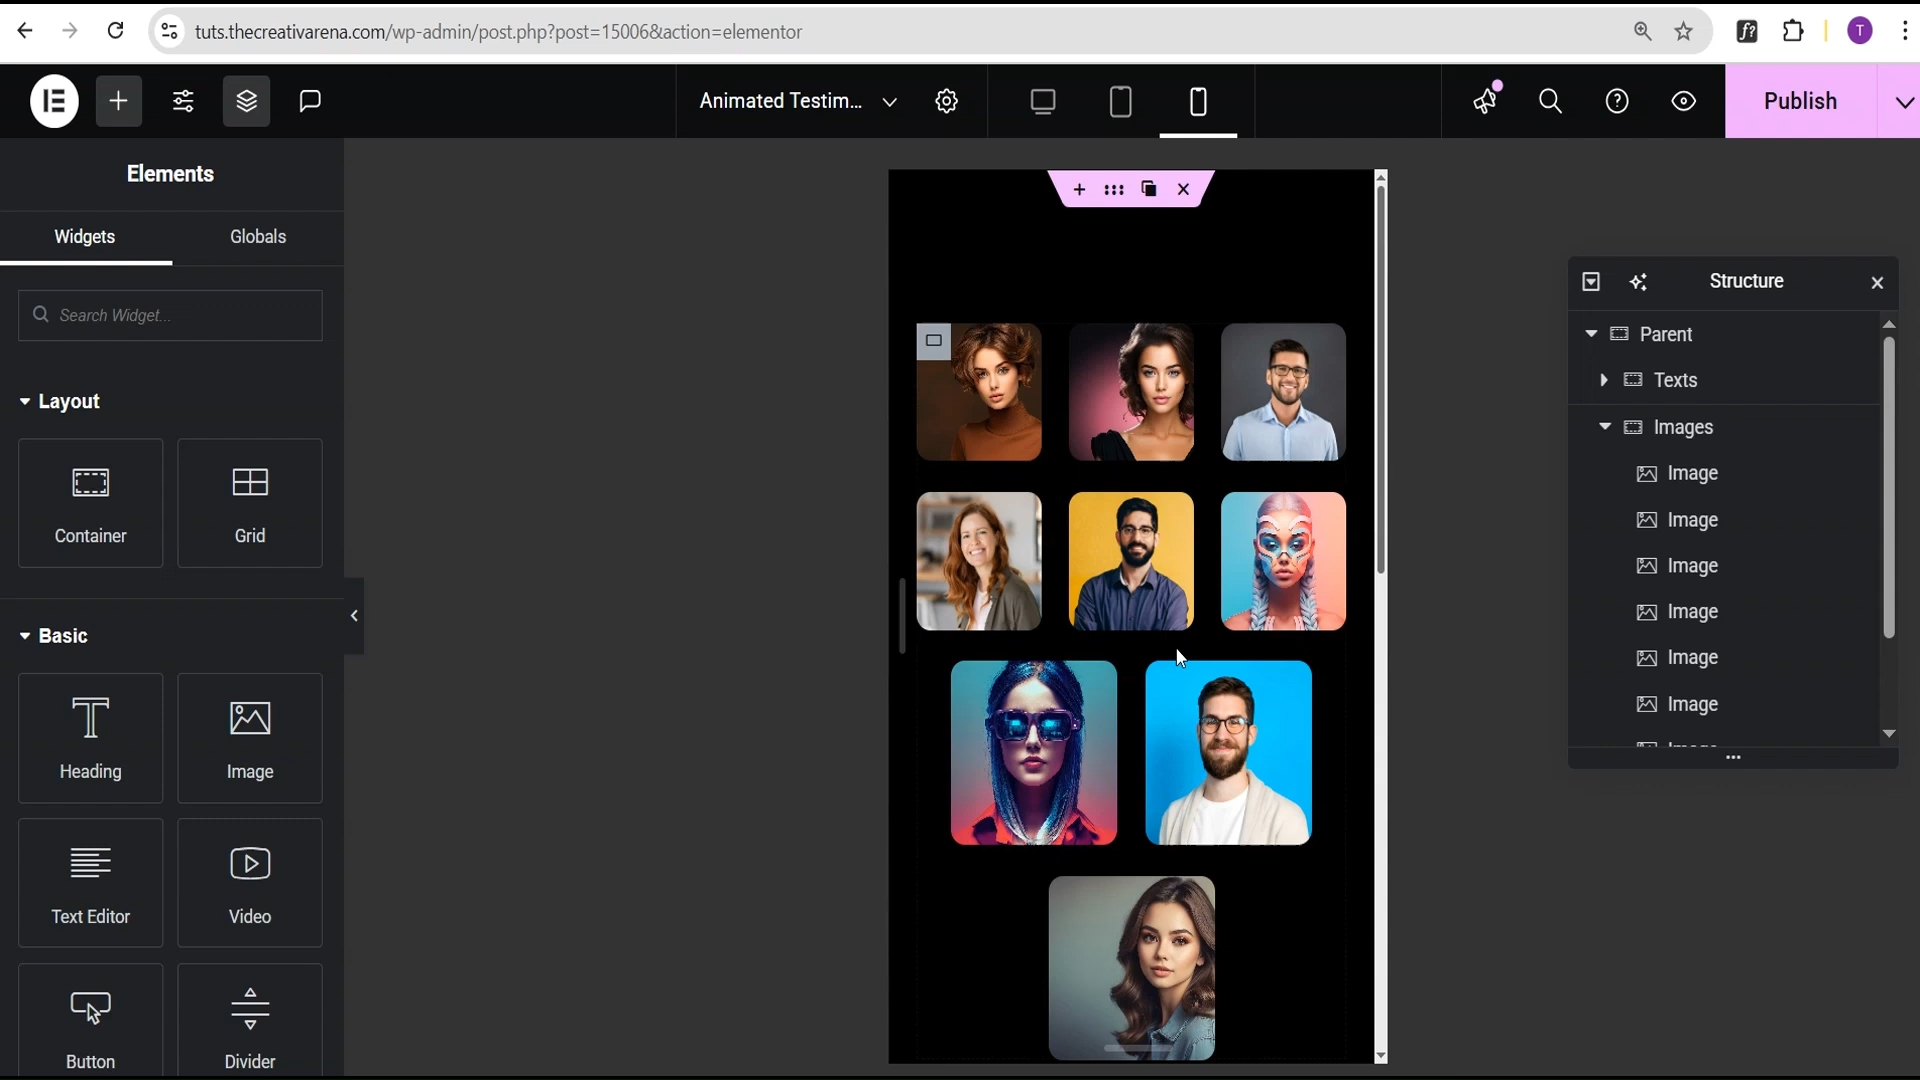 tuts.thecreativarena.com/wp-admin/post.php?post=15006&action=elementor
f?
T
Animated Testim...
Publish
Elements
Widgets
Globals
Search Widget...
Layout
Container
Grid
Basic
Heading
Image
Text Editor
Video
Button
Divider
Structure
Parent
Texts
Images
Image
Image
Image
Image
Image
Image